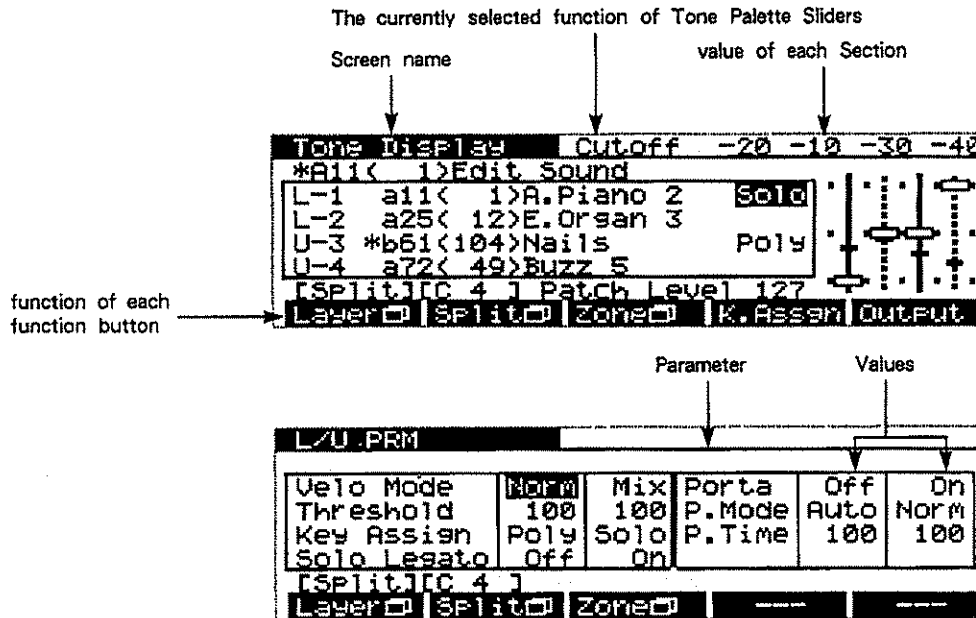 The currently selected function of Tone Palette Sliders
Screen name
value of each Section
Tone Display Cutoff -20 -10 -30 -40
*A11( 1)Edit Sound
L-1 a11( 1)A.Piano 2 Solo
L-2 a25( 12)E.Organ 3
U-3 *b61(104)Nails Poly
U-4 a72( 49)Buzz 5
[Split][C 4 ] Patch Level 127
function of each
function button
Layer Split Zone K.Assgn Output
Parameter Values
L/U.PRM
Velo Mode Norm Mix Porta Off On
Threshold 100 100 P.Mode Auto Norm
Key Assign Poly Solo P.Time 100 100
Solo Legato Off On
[Split][C 4 ]
Layer Split Zone --- ---